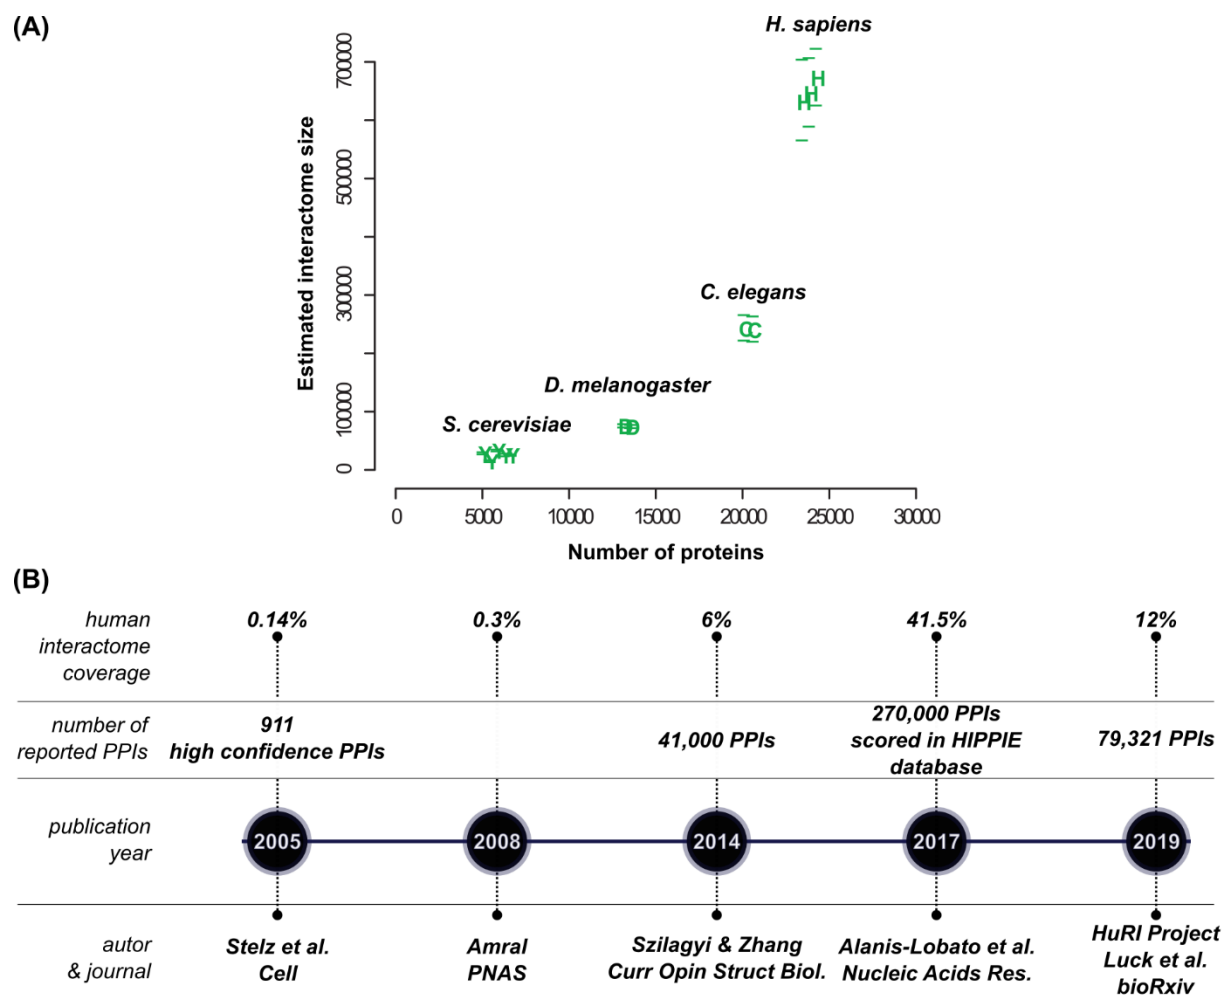 (A)
H. sapiens
Estimated interactome size
700000
500000
300000
100000
0
H
H
H
C. elegans
C C
D. melanogaster
D D
S. cerevisiae
Y Y Y Y Y
0 5000 10000 15000 20000 25000 30000
Number of proteins
(B)
human
interactome
coverage
0.14% 0.3% 6% 41.5% 12%
number of
reported PPIs
911
high confidence PPIs
41,000 PPIs
270,000 PPIs
scored in HIPPIE
database
79,321 PPIs
publication
year
2005 2008 2014 2017 2019
autor
& journal
Stelz et al.
Cell
Amral
PNAS
Szilagyi & Zhang
Curr Opin Struct Biol.
Alanis-Lobato et al.
Nucleic Acids Res.
HuRI Project
Luck et al.
bioRxiv